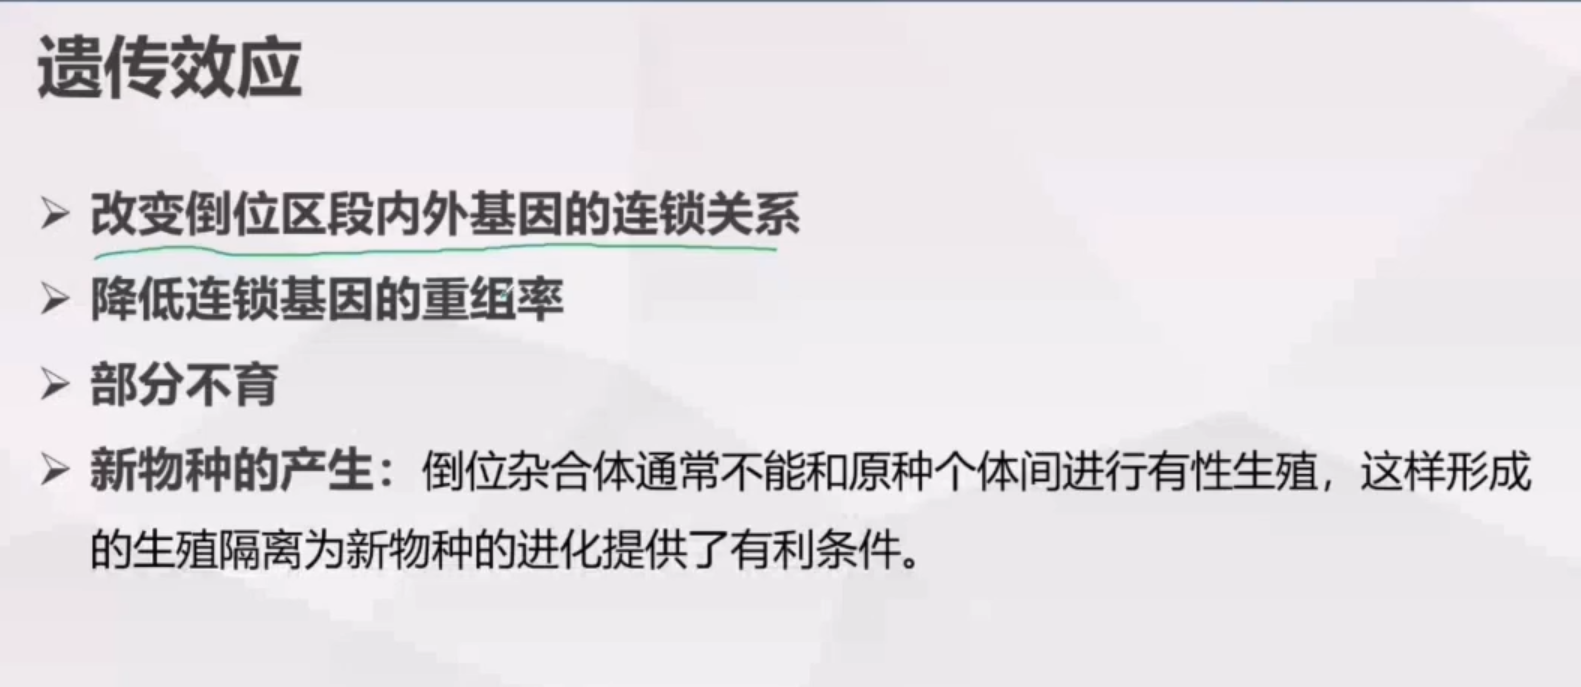 遗传效应
➢ 改变倒位区段内外基因的连锁关系
➢ 降低连锁基因的重组率
➢ 部分不育
➢ 新物种的产生：倒位杂合体通常不能和原种个体间进行有性生殖，这样形成
的生殖隔离为新物种的进化提供了有利条件。